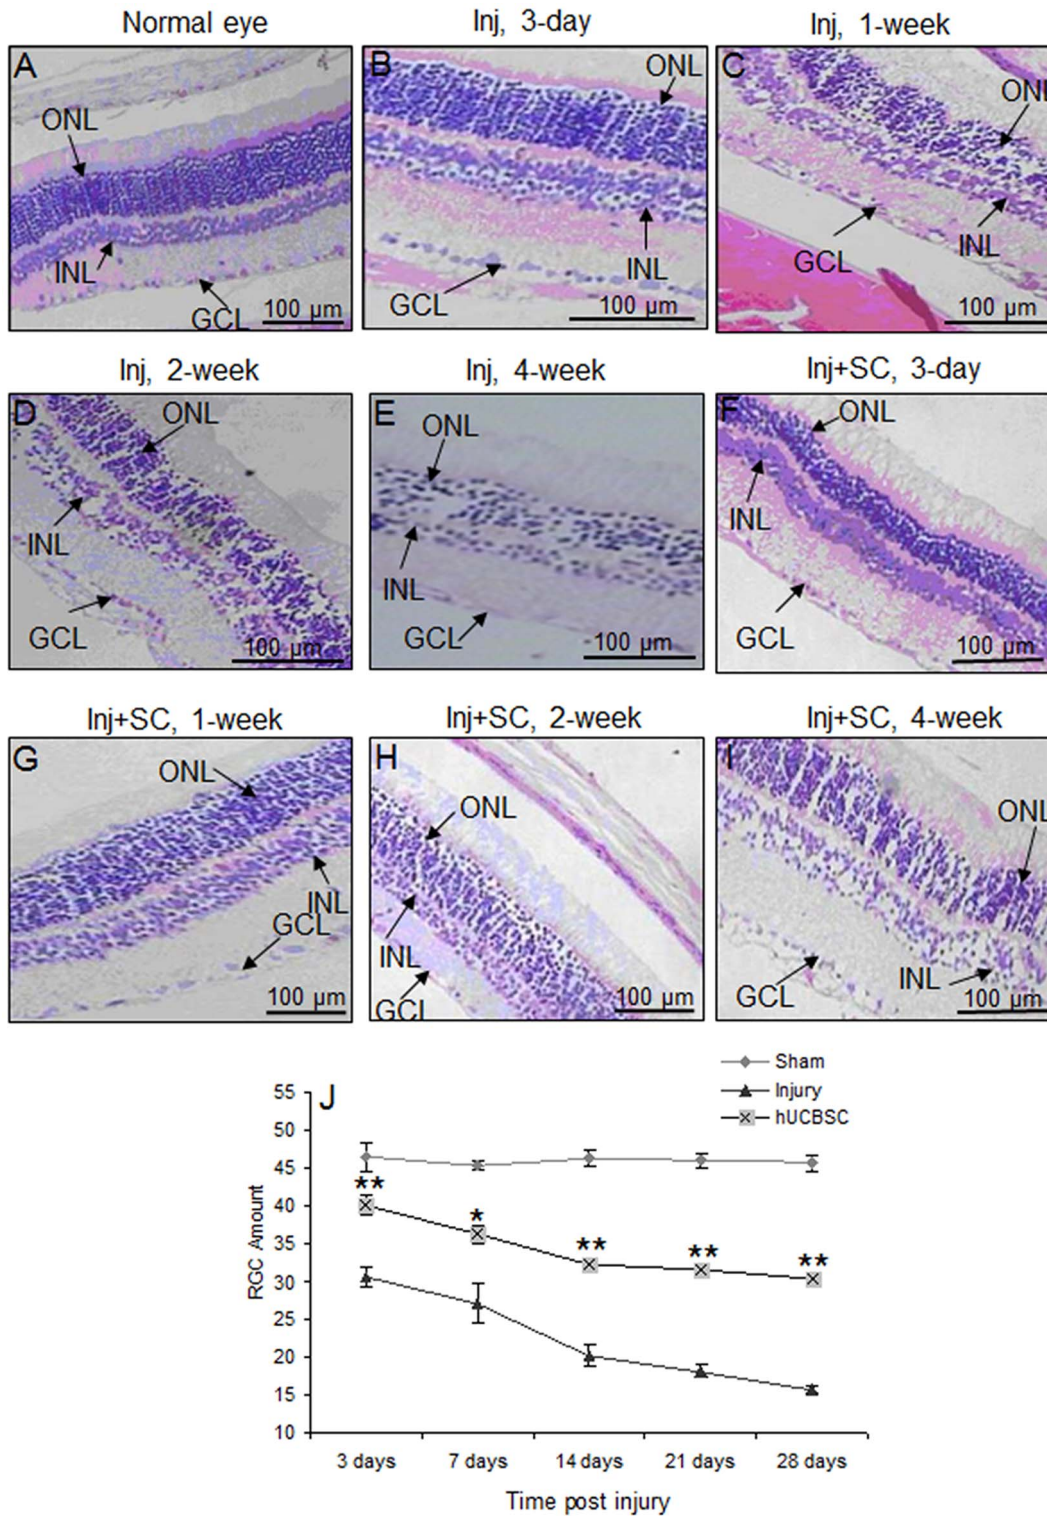 Normal eye
Inj, 3-day
Inj, 1-week
A
ONL
INL
GCL
100 µm
B
ONL
INL
GCL
100 µm
C
ONL
INL
GCL
100 µm
Inj, 2-week
Inj, 4-week
Inj+SC, 3-day
D
ONL
INL
GCL
100 µm
E
ONL
INL
GCL
100 µm
F
ONL
INL
GCL
100 µm
Inj+SC, 1-week
Inj+SC, 2-week
Inj+SC, 4-week
G
ONL
INL
GCL
100 µm
H
ONL
INL
GCL
100 µm
I
ONL
INL
GCL
100 µm
J
Sham
Injury
hUCBSC
RGC Amount
55
50
45
40
35
30
25
20
15
10
** * ** ** **
3 days 7 days 14 days 21 days 28 days
Time post injury